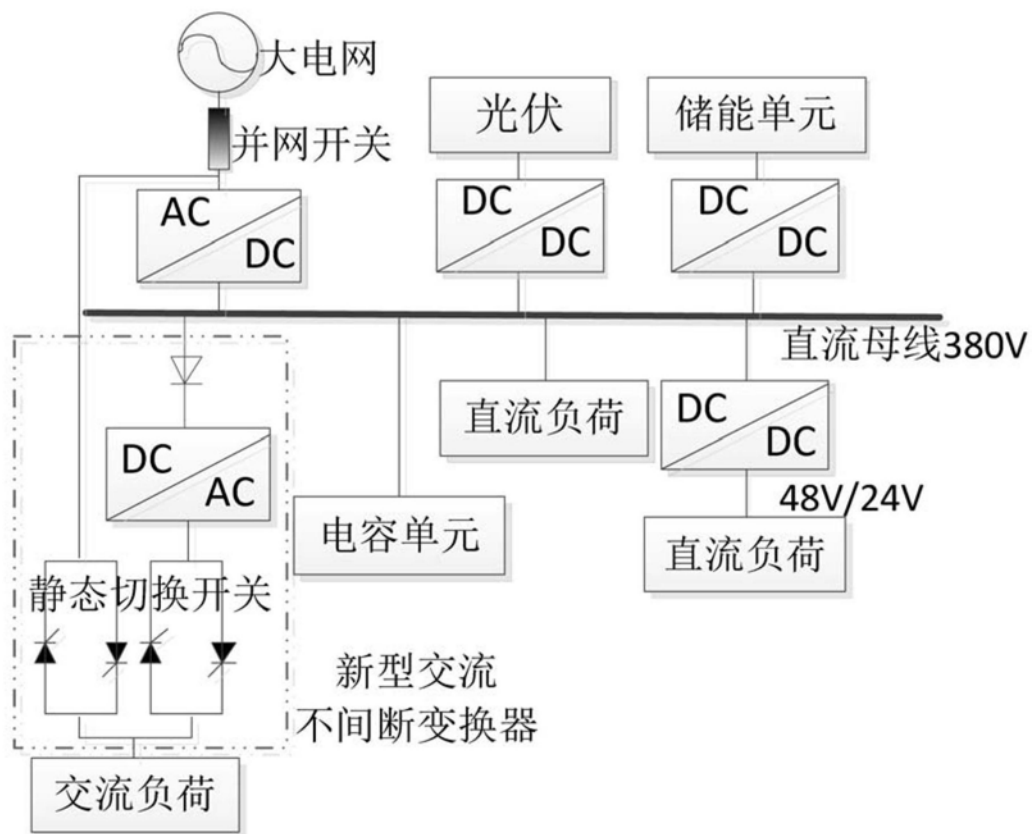 大电网
并网开关
光伏
储能单元
AC
DC
DC
DC
DC
DC
直流母线380V
直流负荷
DC
DC
DC
AC
48V/24V
电容单元
直流负荷
静态切换开关
新型交流
不间断变换器
交流负荷